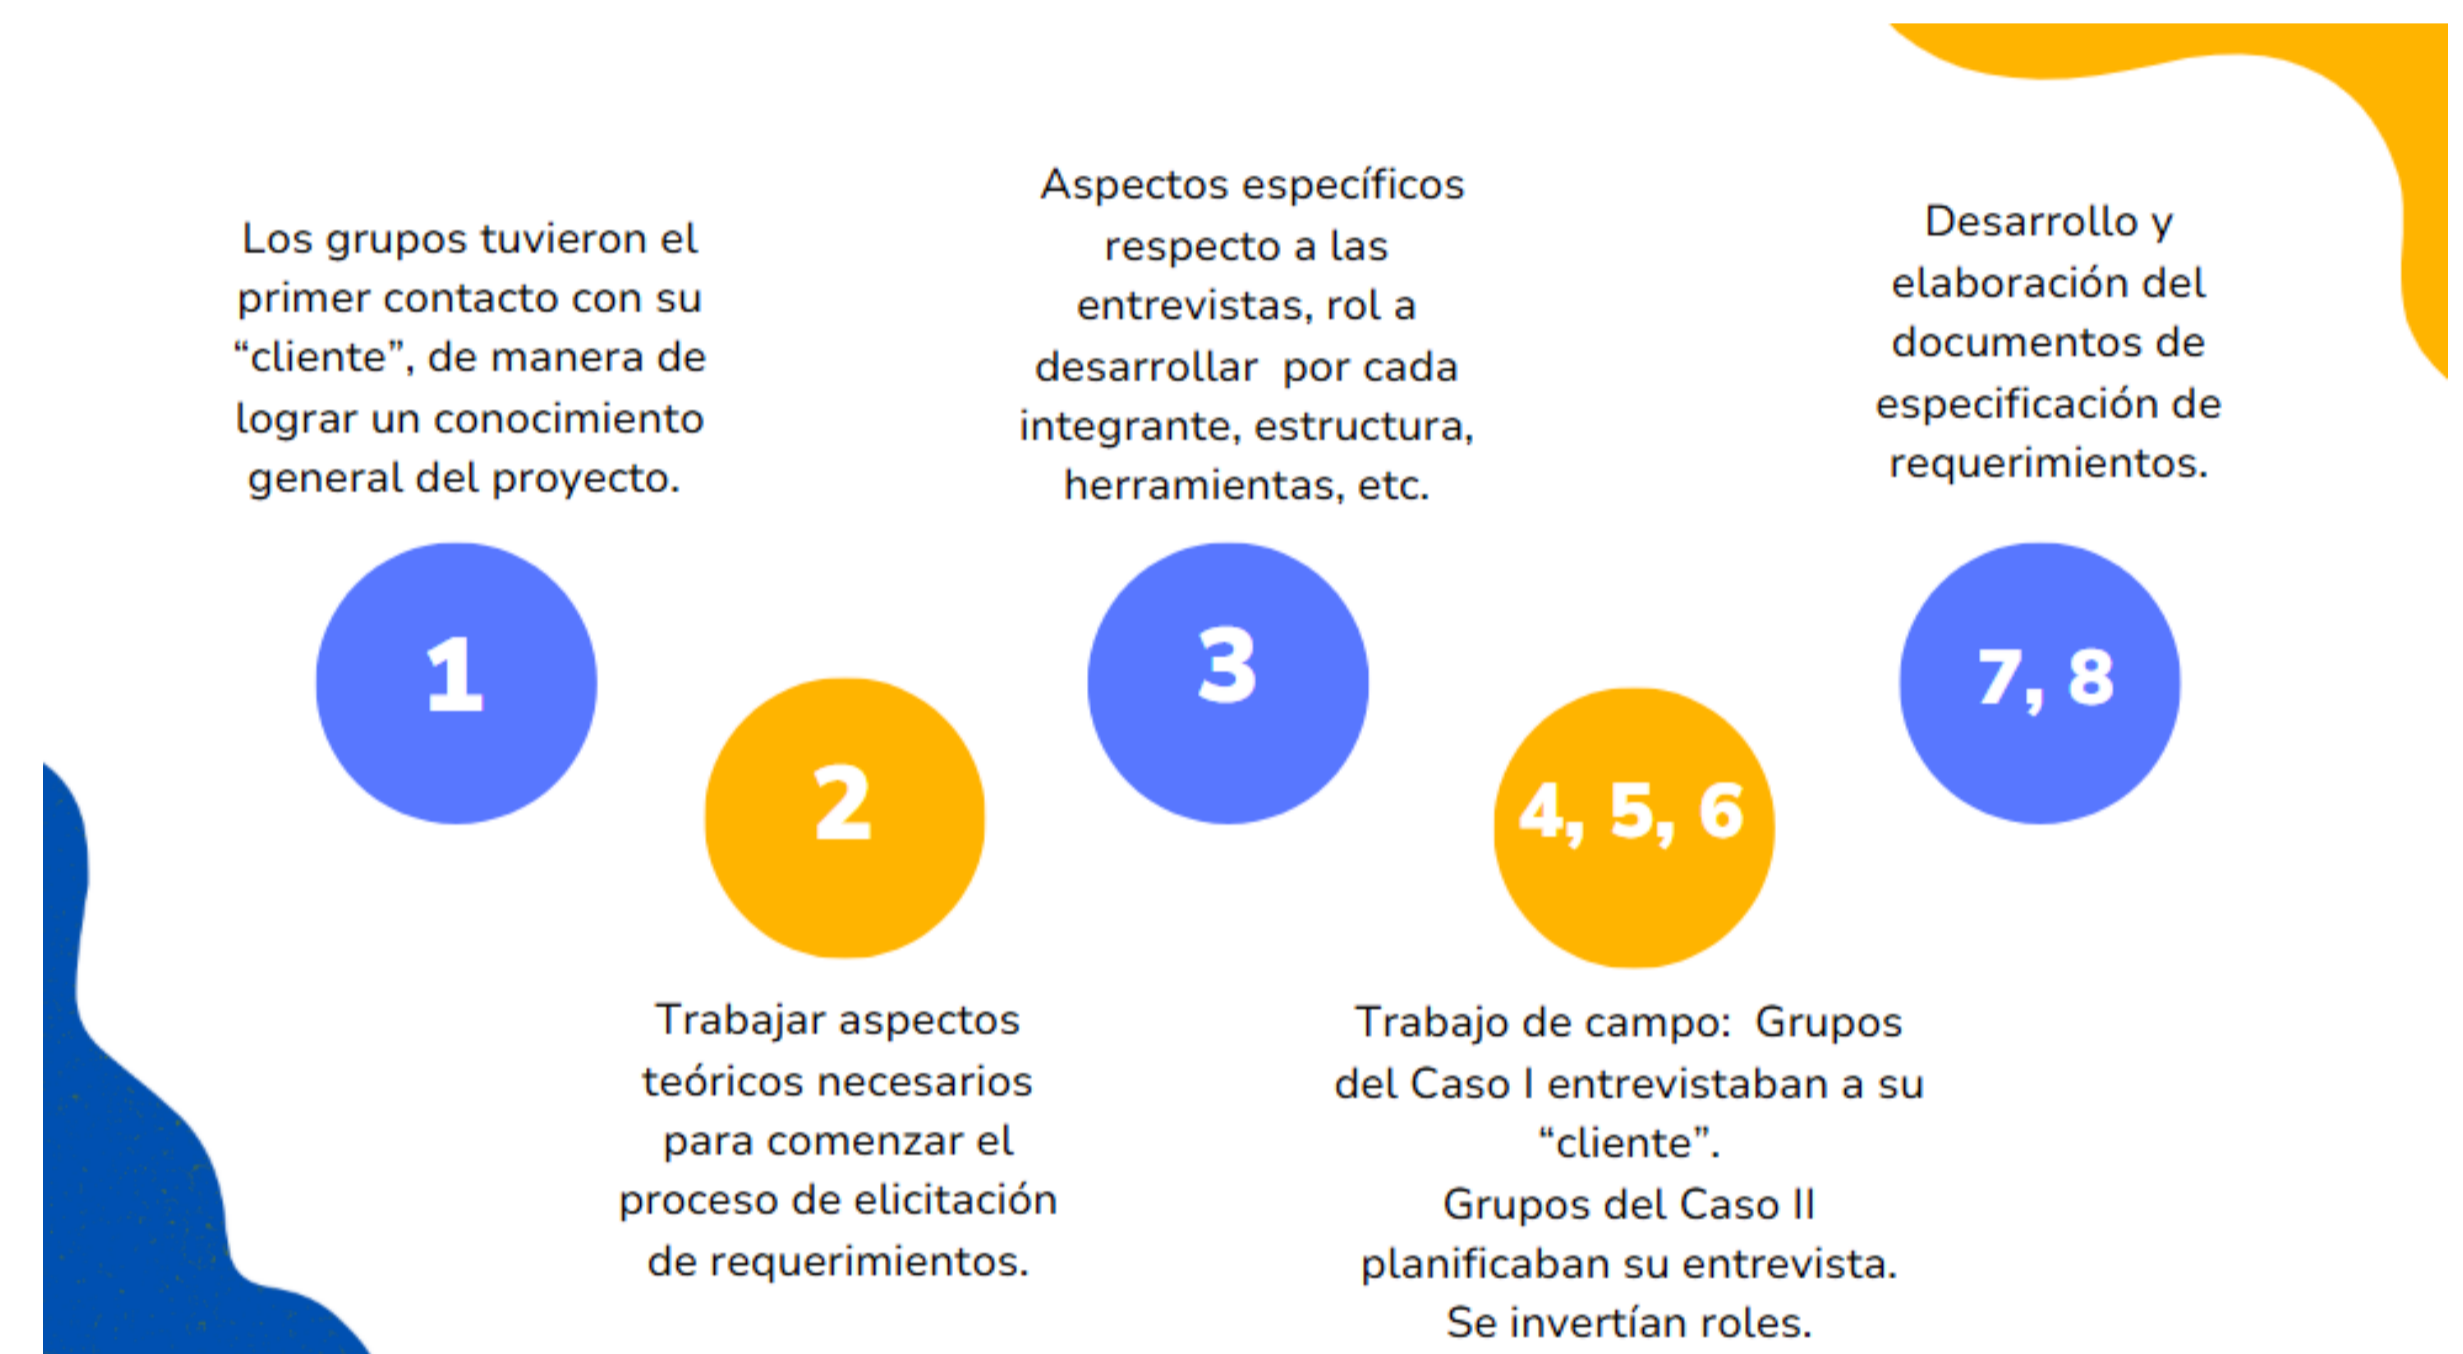 Los grupos tuvieron el
primer contacto con su
“cliente”, de manera de
lograr un conocimiento
general del proyecto.
1
Trabajar aspectos
teóricos necesarios
para comenzar el
proceso de elicitación
de requerimientos.
2
Aspectos específicos
respecto a las
entrevistas, rol a
desarrollar por cada
integrante, estructura,
herramientas, etc.
3
Trabajo de campo: Grupos
del Caso I entrevistaban a su
“cliente”.
Grupos del Caso II
planificaban su entrevista.
Se invertían roles.
4, 5, 6
Desarrollo y
elaboración del
documentos de
especificación de
requerimientos.
7, 8